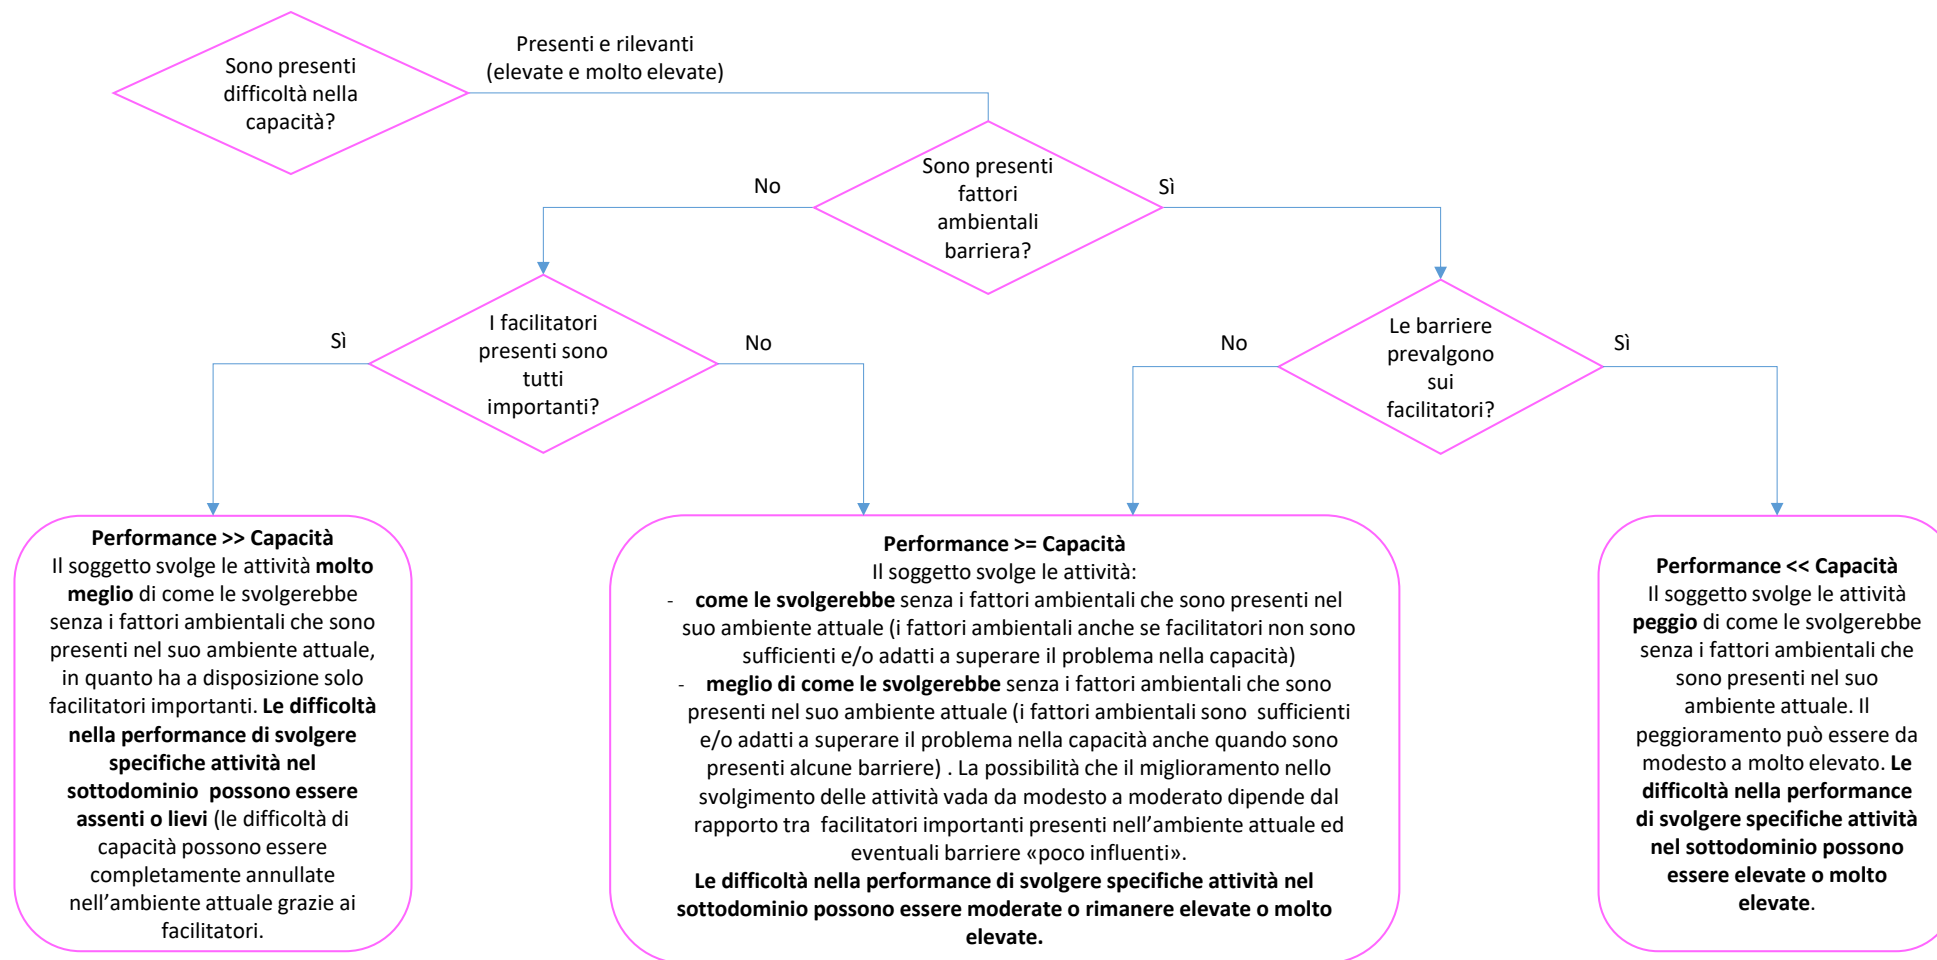 Sono presenti
difficoltà nella
capacità?
Presenti e rilevanti
(elevate e molto elevate)
Sono presenti
fattori
ambientali
barriera?
No
Sì
I facilitatori
presenti sono
tutti
importanti?
Sì
No
Le barriere
prevalgono
sui
facilitatori?
No
Sì
Performance >> Capacità
Il soggetto svolge le attività molto
meglio di come le svolgerebbe
senza i fattori ambientali che sono
presenti nel suo ambiente attuale,
in quanto ha a disposizione solo
facilitatori importanti. Le difficoltà
nella performance di svolgere
specifiche attività nel
sottodominio possono essere
assenti o lievi (le difficoltà di
capacità possono essere
completamente annullate
nell’ambiente attuale grazie ai
facilitatori.
Performance >= Capacità
Il soggetto svolge le attività:
- come le svolgerebbe senza i fattori ambientali che sono presenti nel
suo ambiente attuale (i fattori ambientali anche se facilitatori non sono
sufficienti e/o adatti a superare il problema nella capacità)
- meglio di come le svolgerebbe senza i fattori ambientali che sono
presenti nel suo ambiente attuale (i fattori ambientali sono sufficienti
e/o adatti a superare il problema nella capacità anche quando sono
presenti alcune barriere) . La possibilità che il miglioramento nello
svolgimento delle attività vada da modesto a moderato dipende dal
rapporto tra facilitatori importanti presenti nell’ambiente attuale ed
eventuali barriere «poco influenti».
Le difficoltà nella performance di svolgere specifiche attività nel
sottodominio possono essere moderate o rimanere elevate o molto
elevate.
Performance << Capacità
Il soggetto svolge le attività
peggio di come le svolgerebbe
senza i fattori ambientali che
sono presenti nel suo
ambiente attuale. Il
peggioramento può essere da
modesto a molto elevato. Le
difficoltà nella performance
di svolgere specifiche attività
nel sottodominio possono
essere elevate o molto
elevate.